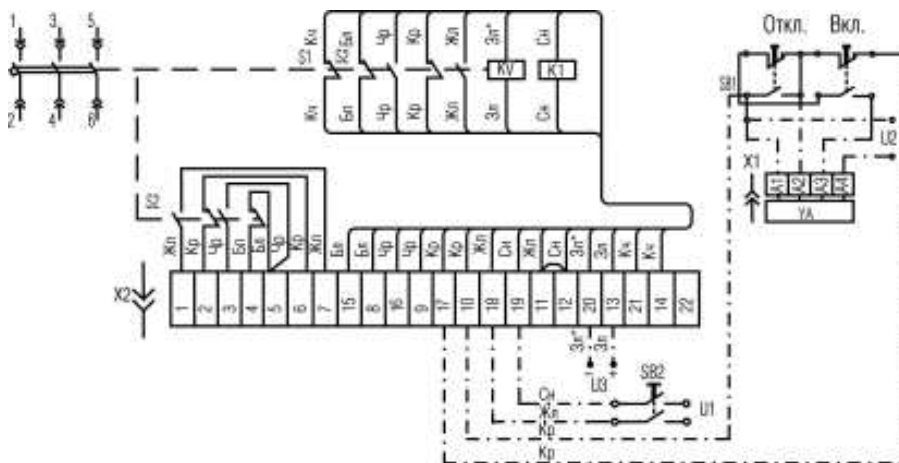 1 3 5
2 4 6
Кч Бл Чр Кр Жл Зл* Сн
S1 S2
KV K1
Кч Бл Чр Кр Жл Зл Сн
Откл. Вкл.
SB1
U2
X1
A1 A2 A3 A4
YA
S2
Жл Кр Чр Бл Бл Чр Кр Жл Бл Бл Чр Чр Кр Кр Жл Сн Жл Сн Зл* Зл Кч Кч
X2
1 2 3 4 5 6 7 15 8 16 9 17 10 18 19 11 12 20 13 21 14 22
Зл* Зл
- +
U3
SB2
U1
Сн
Жл
Кр
Кр